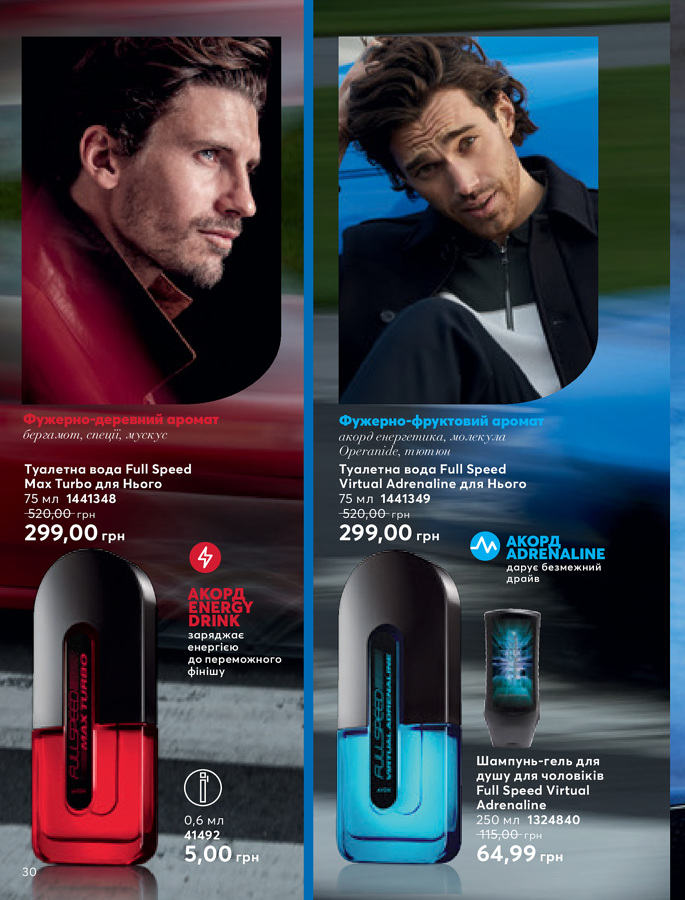 Фужерно-деревний аромат
бергамот, спеції, мускус
Туалетна вода Full Speed
Max Turbo для Нього
75 мл 1441348
520,00 грн
299,00 грн
АКОРД
ENERGY
DRINK
заряджає
енергією
до переможного
фінішу
FULL SPEED
MAX TURBO
AVON
0,6 мл
41492
5,00 грн
30
Фужерно-фруктовий аромат
акорд енергетика, молекула
Operanide, тютюн
Туалетна вода Full Speed
Virtual Adrenaline для Нього
75 мл 1441349
520,00 грн
299,00 грн
АКОРД
ADRENALINE
дарує безмежний
драйв
FULL SPEED
VIRTUAL ADRENALINE
AVON
Шампунь-гель для
душу для чоловіків
Full Speed Virtual
Adrenaline
250 мл 1324840
115,00 грн
64,99 грн